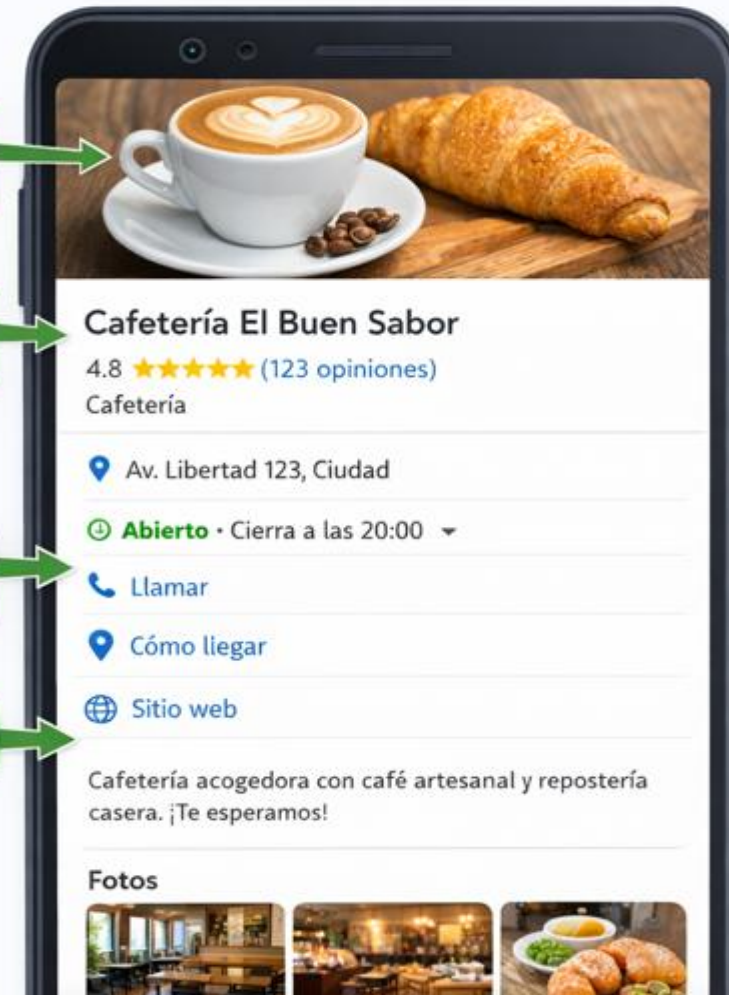 Cafetería El Buen Sabor
4.8 ★★★★★ (123 opiniones)
Cafetería
Av. Libertad 123, Ciudad
Abierto · Cierra a las 20:00
Llamar
Cómo llegar
Sitio web
Cafetería acogedora con café artesanal y repostería
casera. ¡Te esperamos!
Fotos